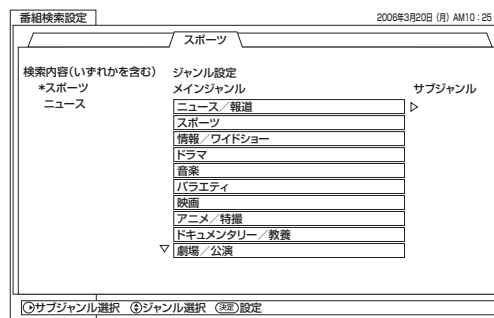 番組検索設定
2006年3月20日(月) AM10:25
スポーツ
検索内容(いずれかを含む)
*スポーツ
ニュース
ジャンル設定
メインジャンル
サブジャンル
ニュース/報道
スポーツ
情報/ワイドショー
ドラマ
音楽
バラエティ
映画
アニメ/特撮
ドキュメンタリー/教養
劇場/公演
サブジャンル選択 ジャンル選択 決定 設定